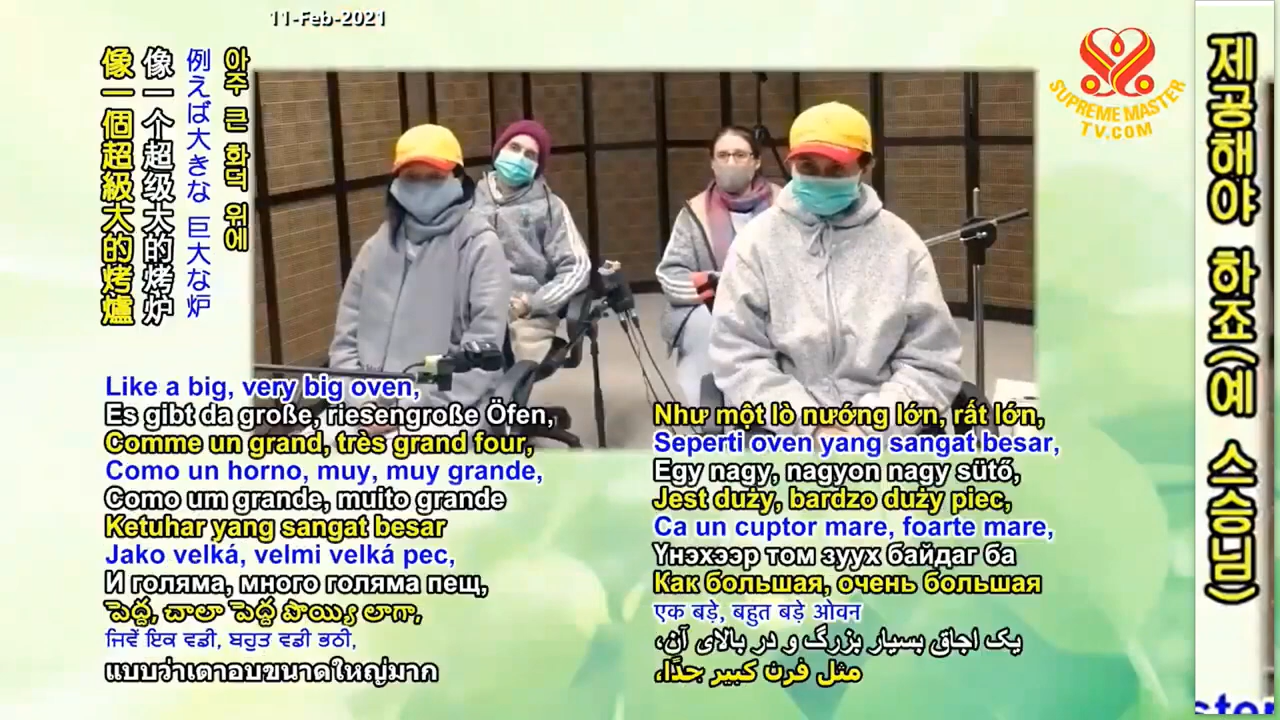 11-Feb-2021
SUPREME MASTER
TV.COM
像一個超級大的烤爐
像一个超级大的烤炉
例えば大きな 巨大な炉
아주 큰 화덕 위에
Like a big, very big oven,
Es gibt da große, riesengroße Öfen,
Comme un grand, très grand four,
Como un horno, muy, muy grande,
Como um grande, muito grande
Ketuhar yang sangat besar
Jako velká, velmi velká pec,
И голяма, много голяма пещ,
పెద్ద, చాలా పెద్ద పొయ్యి లాగా,
ਜਿਵੇਂ ਇਕ ਵਡੀ, ਬਹੁਤ ਵਡੀ ਭਠੀ,
แบบว่าเตาอบขนาดใหญ่มาก
Như một lò nướng lớn, rất lớn,
Seperti oven yang sangat besar,
Egy nagy, nagyon nagy sütő,
Jest duży, bardzo duży piec,
Ca un cuptor mare, foarte mare,
Үнэхээр том зуух байдаг ба
Как большая, очень большая
एक बड़े, बहुत बड़े ओवन
یک اجاق بسیار بزرگ و در بالای آن،
مثل فرن كبير جدًا،
제공해야 하죠(예 스승님)